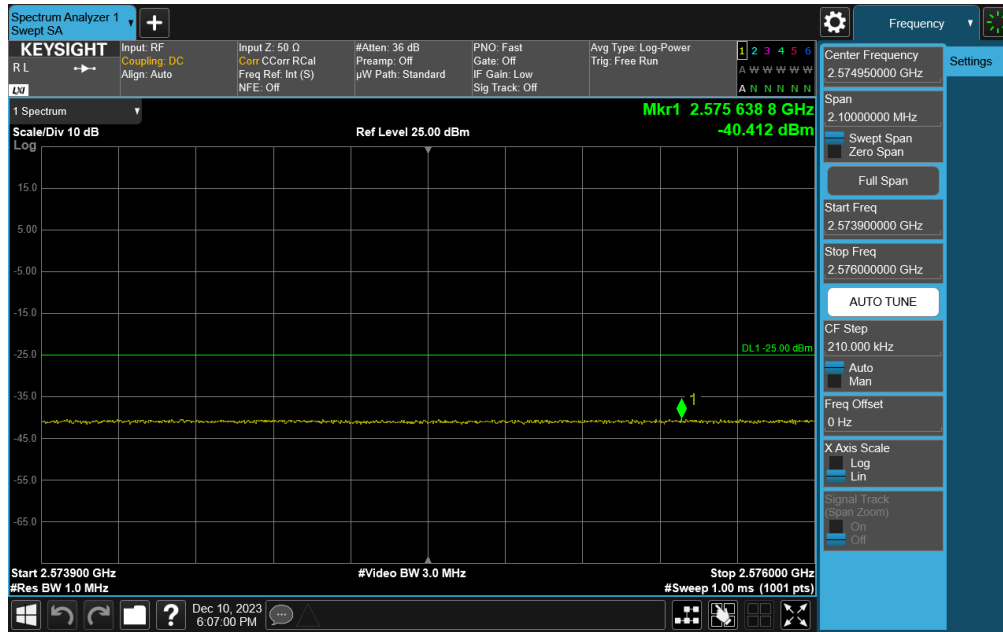 Spectrum Analyzer 1
Swept SA
Frequency
KEYSIGHT
R L
LXI
Input: RF
Coupling: DC
Align: Auto
Input Z: 50 Ω
Corr CCorr RCal
Freq Ref: Int (S)
NFE: Off
#Atten: 36 dB
Preamp: Off
µW Path: Standard
PNO: Fast
Gate: Off
IF Gain: Low
Sig Track: Off
Avg Type: Log-Power
Trig: Free Run
1 2 3 4 5 6
A W W W W W
A N N N N N
1 Spectrum
Mkr1 2.575 638 8 GHz
-40.412 dBm
Scale/Div 10 dB
Ref Level 25.00 dBm
Log
15.0
5.00
-5.00
-15.0
-25.0
DL1 -25.00 dBm
-35.0
1
-45.0
-55.0
-65.0
Start 2.573900 GHz
#Video BW 3.0 MHz
Stop 2.576000 GHz
#Res BW 1.0 MHz
#Sweep 1.00 ms (1001 pts)
?
Dec 10, 2023
6:07:00 PM
Center Frequency
2.574950000 GHz
Settings
Span
2.10000000 MHz
Swept Span
Zero Span
Full Span
Start Freq
2.573900000 GHz
Stop Freq
2.576000000 GHz
AUTO TUNE
CF Step
210.000 kHz
Auto
Man
Freq Offset
0 Hz
X Axis Scale
Log
Lin
Signal Track
(Span Zoom)
On
Off